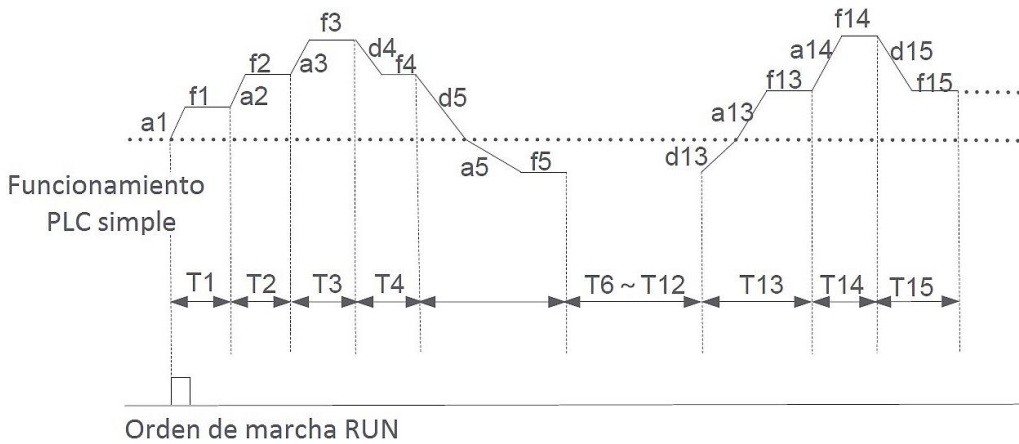 f14
f3
a14
d15
f2
d4
f4
a3
f13
f15
f1
a2
d5
a13
a1
d13
a5
f5
Funcionamiento
PLC simple
T1
T2
T3
T4
T6～T12
T13
T14
T15
Orden de marcha RUN